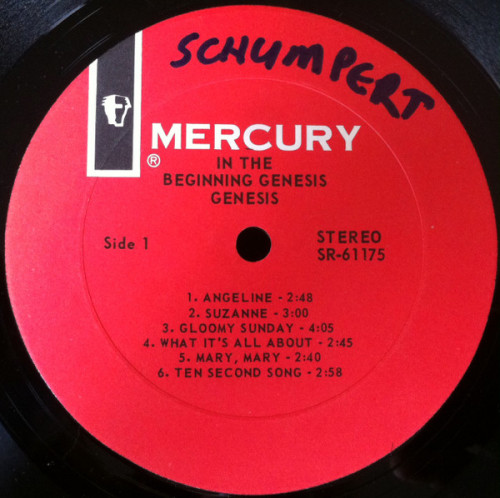 SCHUMPERT
MERCURY
®
IN THE
BEGINNING GENESIS
GENESIS
Side 1
STEREO
SR-61175
1. ANGELINE - 2:48
2. SUZANNE - 3:00
3. GLOOMY SUNDAY - 4:05
4. WHAT IT'S ALL ABOUT - 2:45
5. MARY, MARY - 2:40
6. TEN SECOND SONG - 2:58